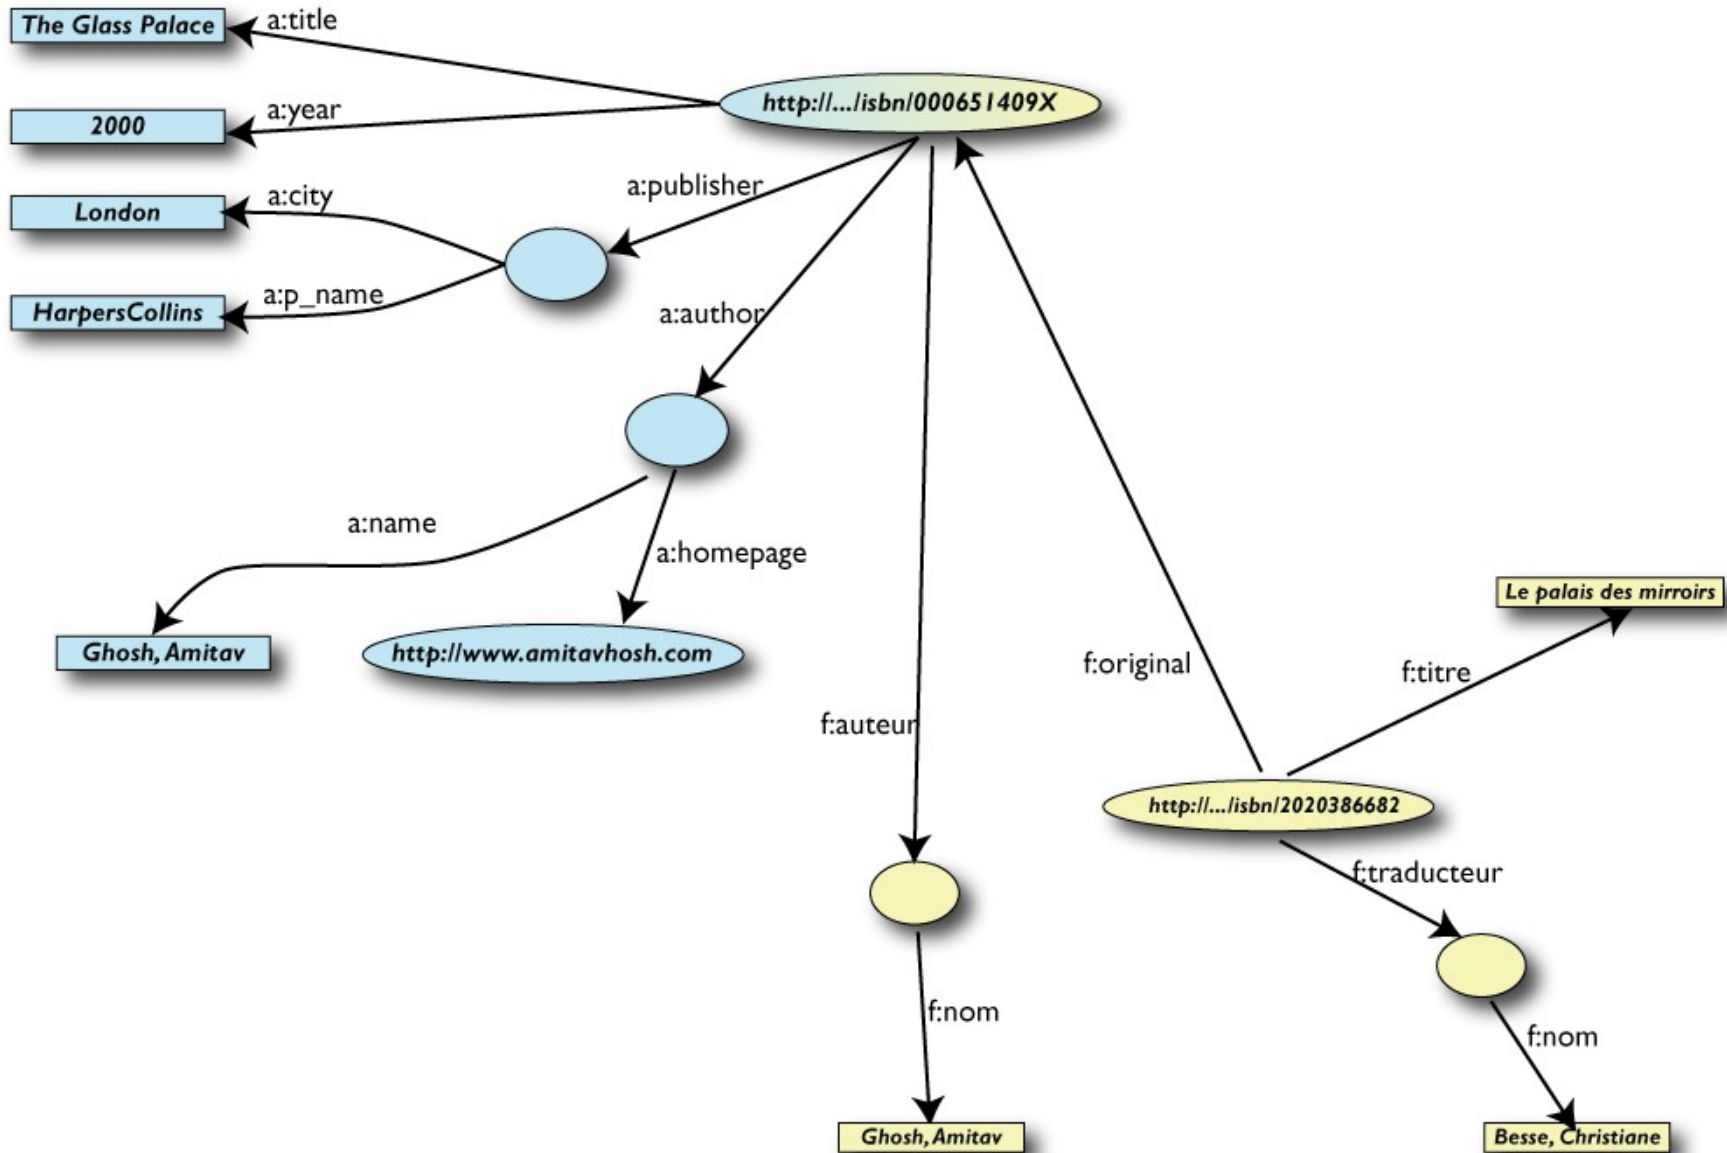 The Glass Palace
a:title
http://.../isbn/000651409X
2000
a:year
London
a:city
a:publisher
HarpersCollins
a:p_name
a:author
a:name
a:homepage
Ghosh, Amitav
http://www.amitavhosh.com
Le palais des mirroirs
f:original
f:titre
f:auteur
http://.../isbn/2020386682
f:traducteur
f:nom
f:nom
Ghosh, Amitav
Besse, Christiane